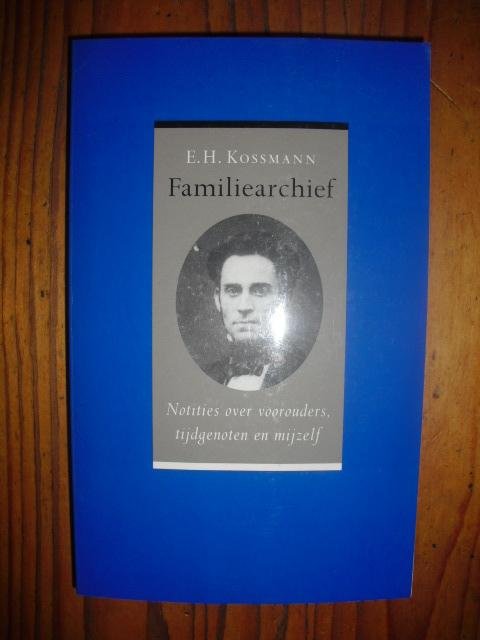 E.H. KOSSMANN
Familiearchief
Notities over voorouders,
tijdgenoten en mijzelf